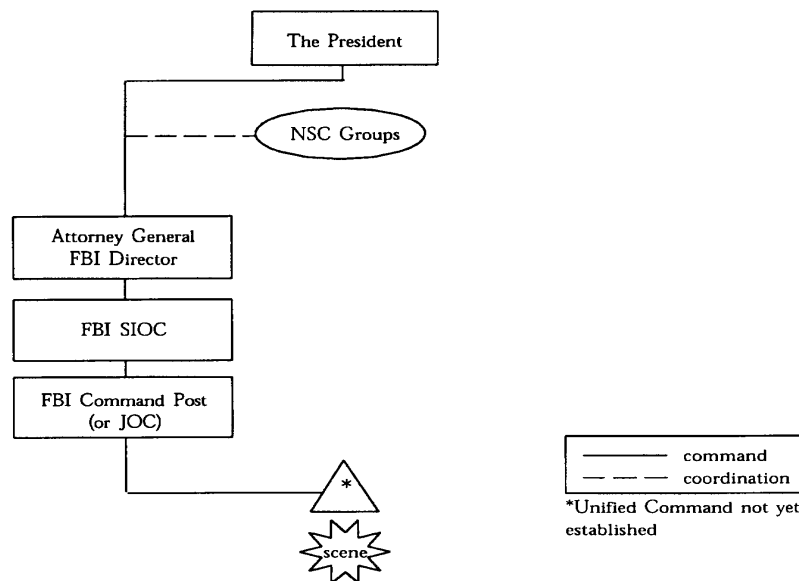 The President
NSC Groups
Attorney General
FBI Director
FBI SIOC
FBI Command Post
(or JOC)
*
scene
command
coordination
*Unified Command not yet
established